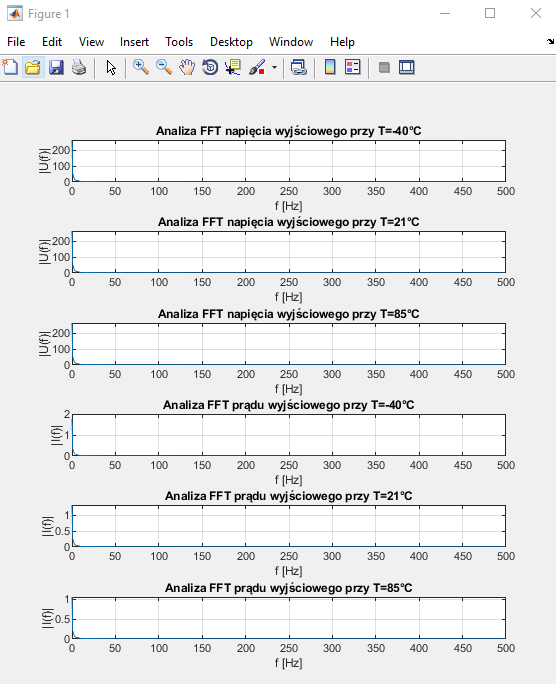 Figure 1
File Edit View Insert Tools Desktop Window Help
Analiza FFT napięcia wyjściowego przy T=-40°C
|U(f)|
200
100
0
0 50 100 150 200 250 300 350 400 450 500
f [Hz]
Analiza FFT napięcia wyjściowego przy T=21°C
|U(f)|
200
100
0
0 50 100 150 200 250 300 350 400 450 500
f [Hz]
Analiza FFT napięcia wyjściowego przy T=85°C
|U(f)|
200
100
0
0 50 100 150 200 250 300 350 400 450 500
f [Hz]
Analiza FFT prądu wyjściowego przy T=-40°C
|I(f)|
2
1
0
0 50 100 150 200 250 300 350 400 450 500
f [Hz]
Analiza FFT prądu wyjściowego przy T=21°C
|I(f)|
1
0.5
0
0 50 100 150 200 250 300 350 400 450 500
f [Hz]
Analiza FFT prądu wyjściowego przy T=85°C
|I(f)|
1
0.5
0
0 50 100 150 200 250 300 350 400 450 500
f [Hz]